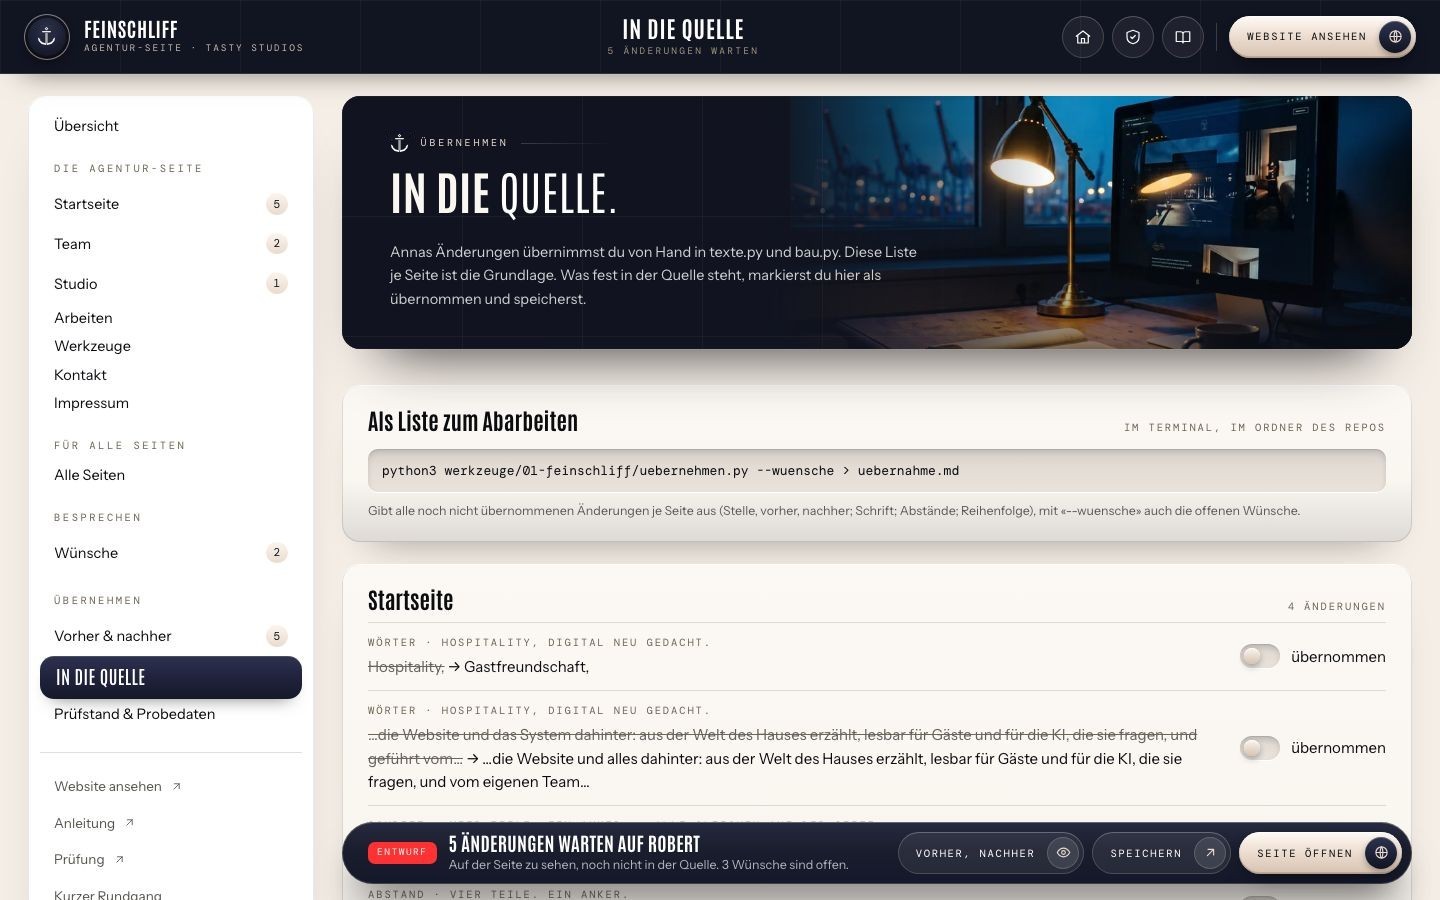 FEINSCHLIFF
AGENTUR-SEITE · TASTY STUDIOS
IN DIE QUELLE
5 ÄNDERUNGEN WARTEN
WEBSITE ANSEHEN
Übersicht
DIE AGENTUR-SEITE
Startseite 5
Team 2
Studio 1
Arbeiten
Werkzeuge
Kontakt
Impressum
FÜR ALLE SEITEN
Alle Seiten
BESPRECHEN
Wünsche 2
ÜBERNEHMEN
Vorher & nachher 5
IN DIE QUELLE
Prüfstand & Probedaten
Website ansehen ↗
Anleitung ↗
Prüfung ↗
Kurzer Rundgang
ÜBERNEHMEN
IN DIE QUELLE.
Annas Änderungen übernimmst du von Hand in texte.py und bau.py. Diese Liste
je Seite ist die Grundlage. Was fest in der Quelle steht, markierst du hier als
übernommen und speicherst.
Als Liste zum Abarbeiten
IM TERMINAL, IM ORDNER DES REPOS
python3 werkzeuge/01-feinschliff/uebernehmen.py --wuensche > uebernahme.md
Gibt alle noch nicht übernommenen Änderungen je Seite aus (Stelle, vorher, nachher; Schrift; Abstände; Reihenfolge), mit «--wuensche» auch die offenen Wünsche.
Startseite
4 ÄNDERUNGEN
WÖRTER · HOSPITALITY, DIGITAL NEU GEDACHT.
Hospitality, → Gastfreundschaft,
übernommen
WÖRTER · HOSPITALITY, DIGITAL NEU GEDACHT.
…die Website und das System dahinter: aus der Welt des Hauses erzählt, lesbar für Gäste und für die KI, die sie fragen, und
geführt vom… → …die Website und alles dahinter: aus der Welt des Hauses erzählt, lesbar für Gäste und für die KI, die sie
fragen, und vom eigenen Team…
übernommen
ENTWURF
5 ÄNDERUNGEN WARTEN AUF ROBERT
Auf der Seite zu sehen, noch nicht in der Quelle. 3 Wünsche sind offen.
VORHER, NACHHER
SPEICHERN
SEITE ÖFFNEN
ABSTAND · VIER TEILE. EIN ANKER.